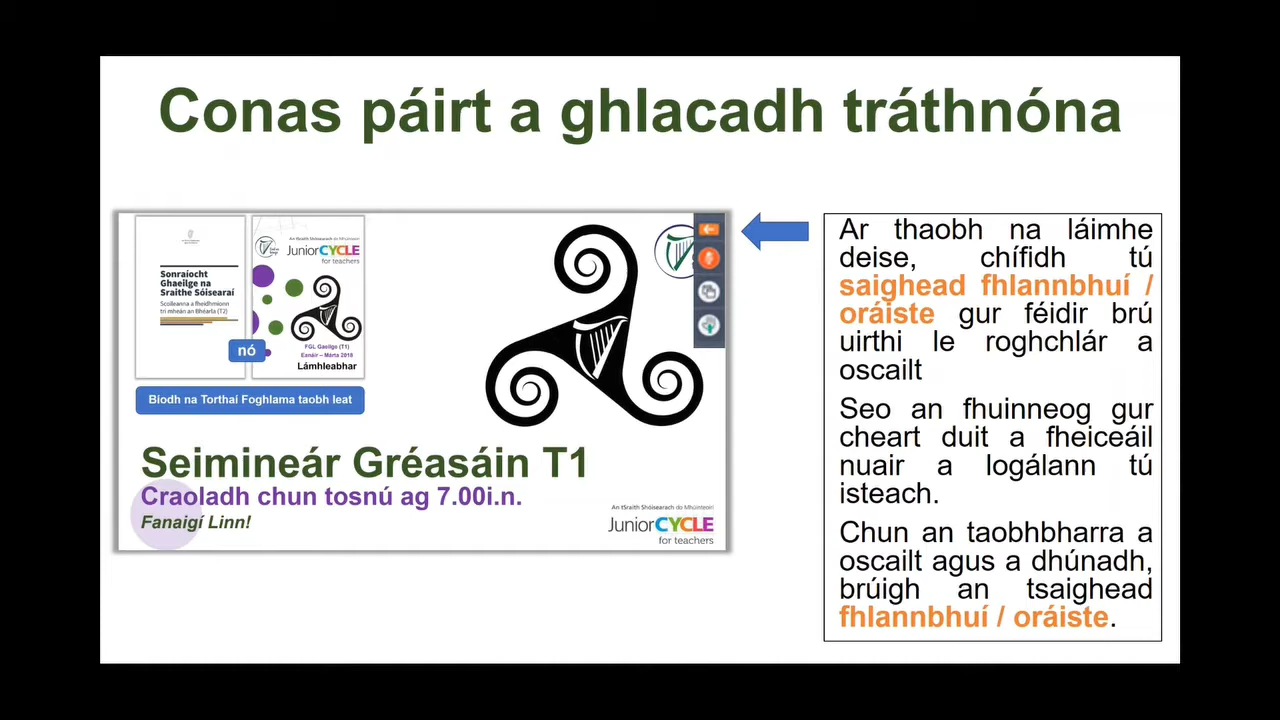 Conas páirt a ghlacadh tráthnóna
Sonraíocht
Ghaeilge na
Sraithe Sóisearaí
Scoileanna a fheidhmíonn
trí mheán an Bhéarla (T2)
An tSraith Shóisearach do Mhúinteoirí
JuniorCYCLE
for teachers
FGL Gaeilge (T1)
Eanáir – Márta 2018
Lámhleabhar
nó
Bíodh na Torthaí Foghlama taobh leat
Seimineár Gréasáin T1
Craoladh chun tosnú ag 7.00i.n.
Fanaigí Linn!
An tSraith Shóisearach do Mhúinteoirí
JuniorCYCLE
for teachers
Ar thaobh na láimhe
deise, chífidh tú
saighead fhlannbhuí /
oráiste gur féidir brú
uirthi le roghchlár a
oscailt
Seo an fhuinneog gur
cheart duit a fheiceáil
nuair a logálann tú
isteach.
Chun an taobhbharra a
oscailt agus a dhúnadh,
brúigh an tsaighead
fhlannbhuí / oráiste.